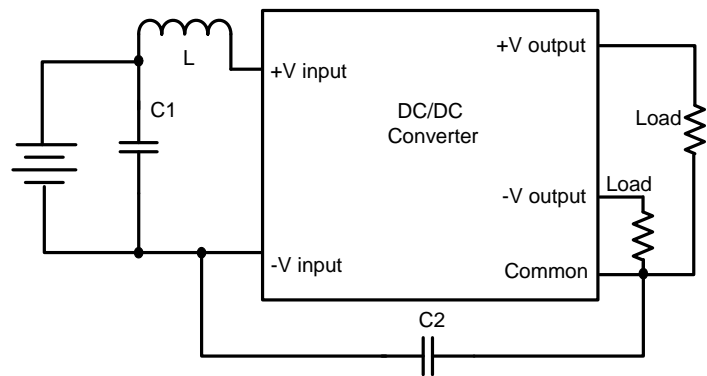 L
+V input
+V output
C1
DC/DC
Converter
Load
Load
-V output
-V input
Common
C2